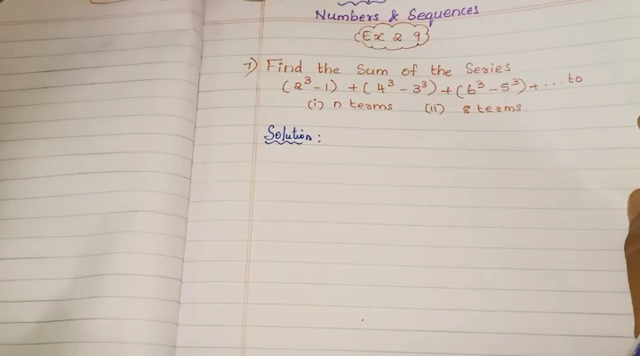 Numbers & Sequences
Ex 2.9
7) Find the Sum of the Series
(2³-1) + (4³-3³) + (6³-5³) + ... to
(i) n terms (ii) 8 terms
Solution: